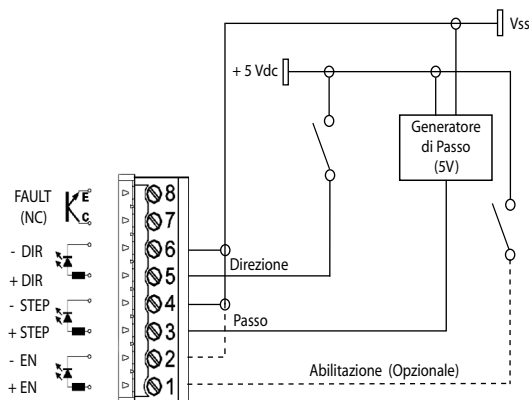 Vss
+ 5 Vdc
Generatore
di Passo
(5V)
FAULT
(NC)
E
C
8
7
- DIR
6
+ DIR
5
Direzione
- STEP
4
+ STEP
3
Passo
- EN
2
+ EN
1
Abilitazione (Opzionale)